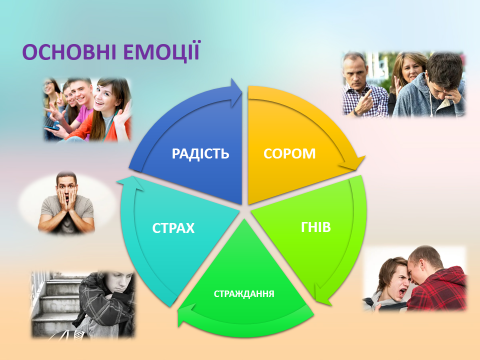 ОСНОВНІ ЕМОЦІЇ
РАДІСТЬ
СОРОМ
СТРАХ
ГНІВ
СТРАЖДАННЯ